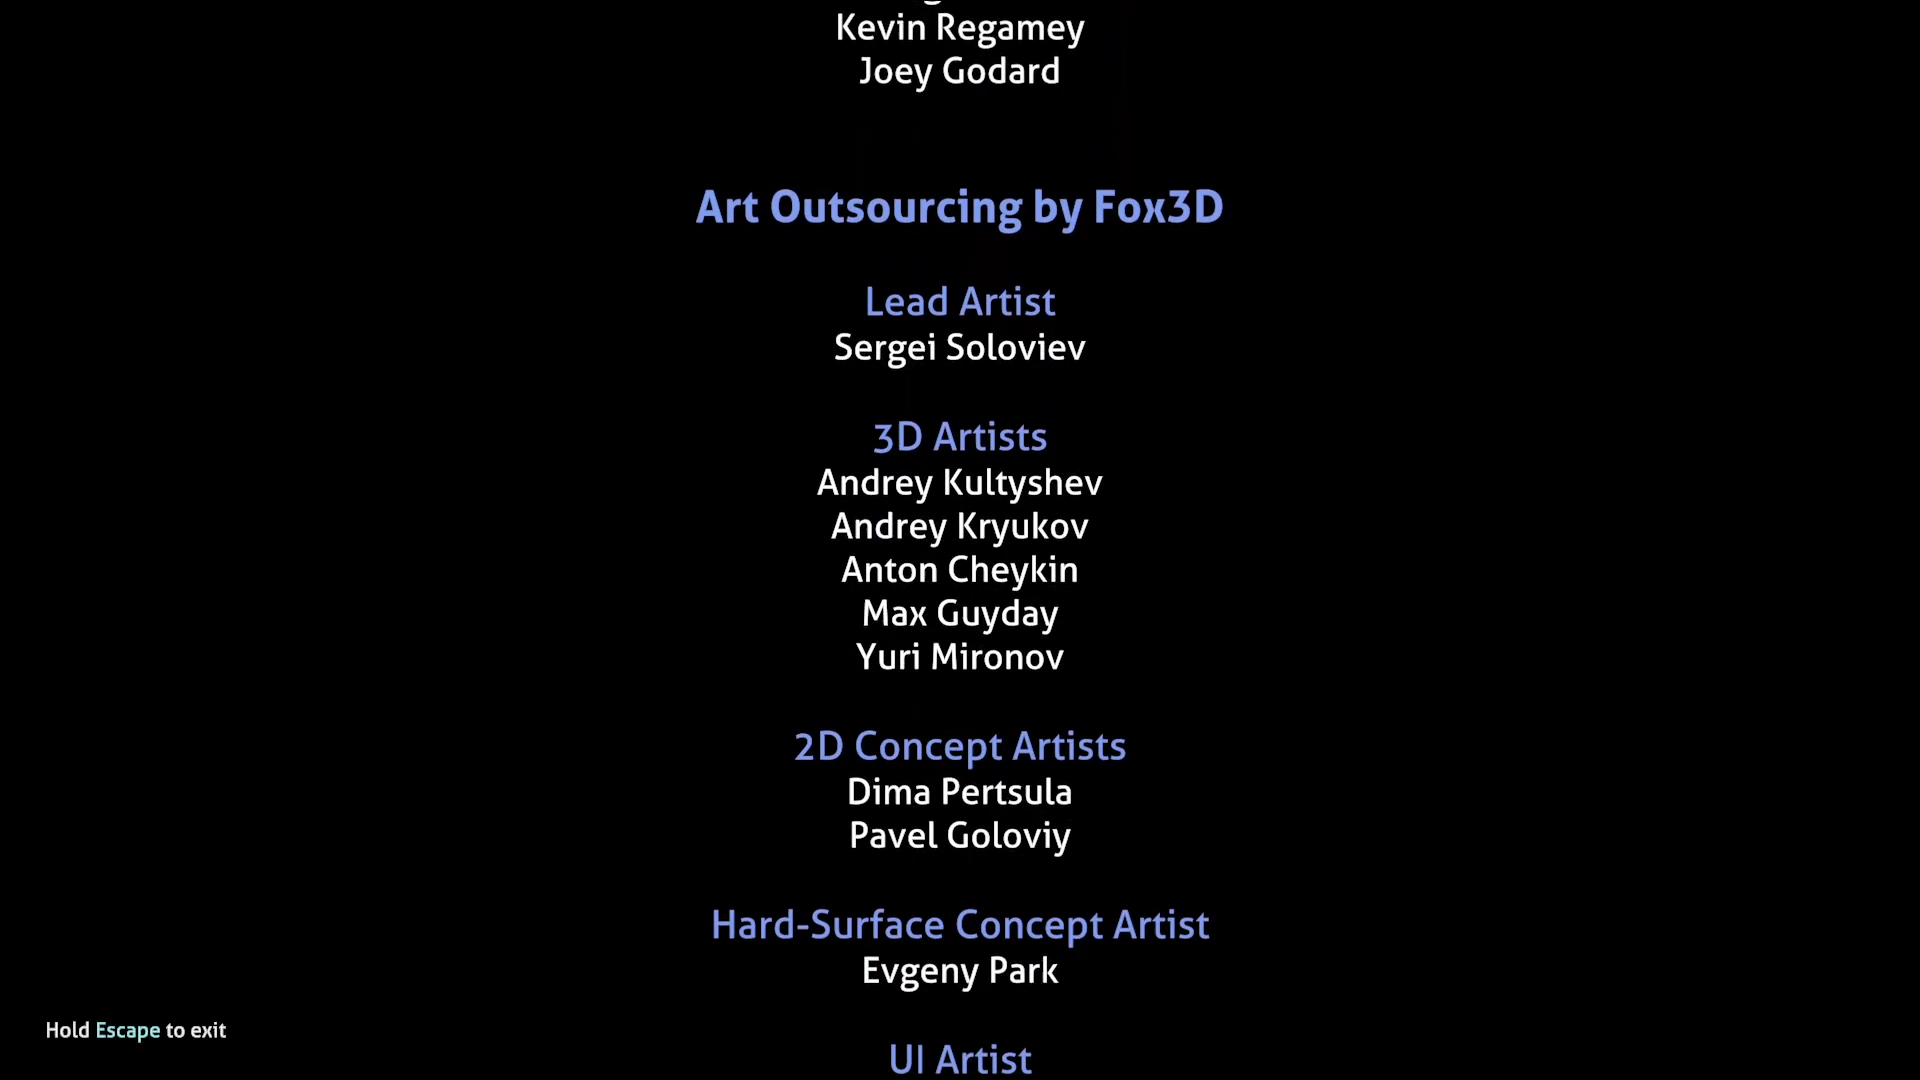 Kevin Regamey
Joey Godard
Art Outsourcing by Fox3D
Lead Artist
Sergei Soloviev
3D Artists
Andrey Kultyshev
Andrey Kryukov
Anton Cheykin
Max Guyday
Yuri Mironov
2D Concept Artists
Dima Pertsula
Pavel Goloviy
Hard-Surface Concept Artist
Evgeny Park
Hold Escape to exit
UI Artist